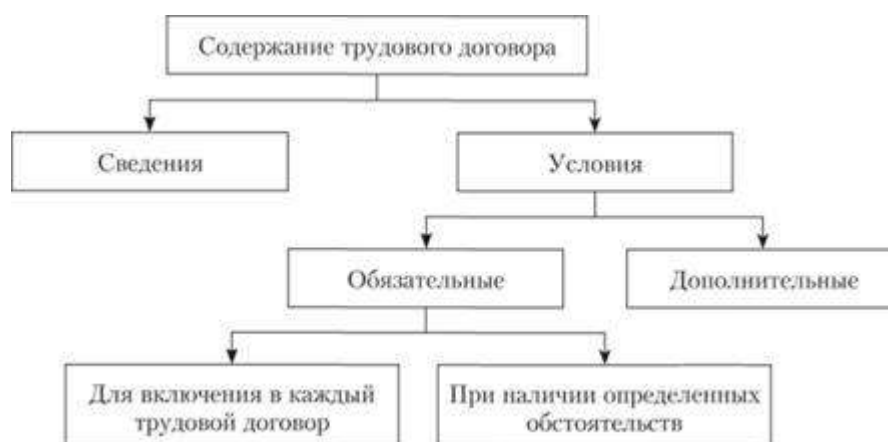 Содержание трудового договора
Сведения
Условия
Обязательные
Дополнительные
Для включения в каждый
трудовой договор
При наличии определенных
обстоятельств